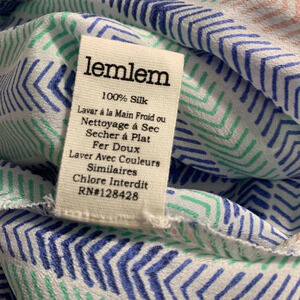 lemlem
100% Silk
Lavar à la Main Froid ou
Nettoyage à Sec
Secher à Plat
Fer Doux
Laver Avec Couleurs
Similaires
Chlore Interdit
RN#128428